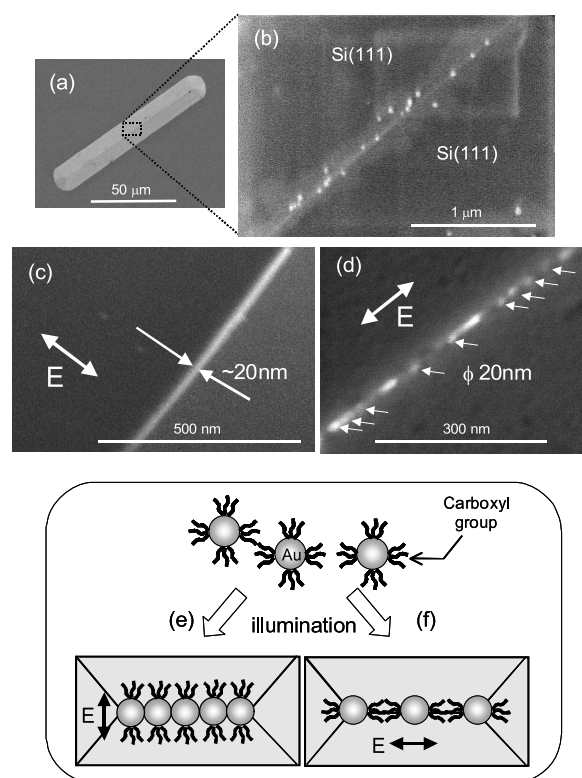 (a)
50 μm
(b)
Si(111)
Si(111)
1 μm
(c)
E
~20nm
500 nm
(d)
E
ϕ 20nm
300 nm
Carboxyl
group
Au
(e)
illumination
(f)
E
E